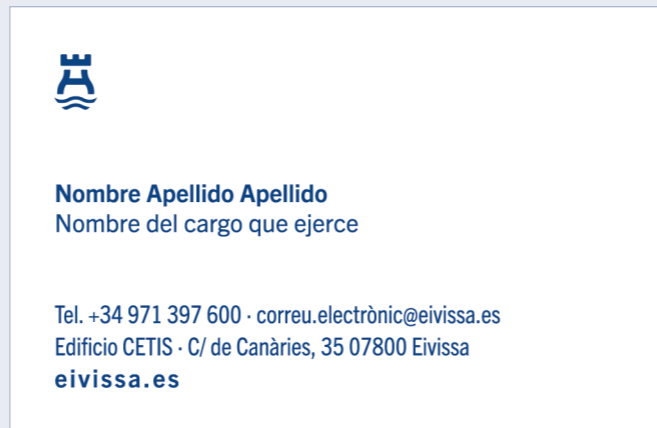 Nombre Apellido Apellido
Nombre del cargo que ejerce
Tel. +34 971 397 600 · correu.electrònic@eivissa.es
Edificio CETIS · C/ de Canàries, 35 07800 Eivissa
eivissa.es